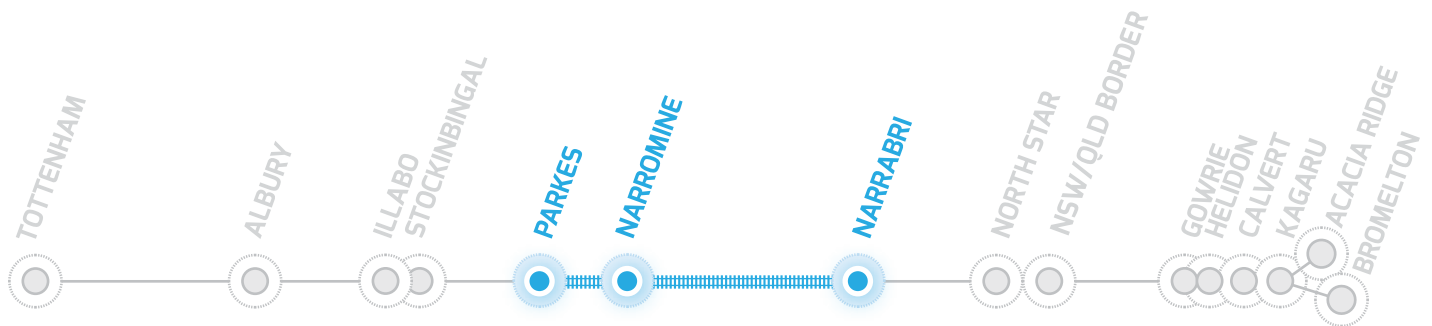 TOTTENHAM
ALBURY
ILLABO
STOCKINBINGAL
PARKES
NARROMINE
NARRABRI
NORTH STAR
NSW/QLD BORDER
GOWRIE
HELIDON
CALVERT
KAGARU
ACACIA RIDGE
BROMELTON